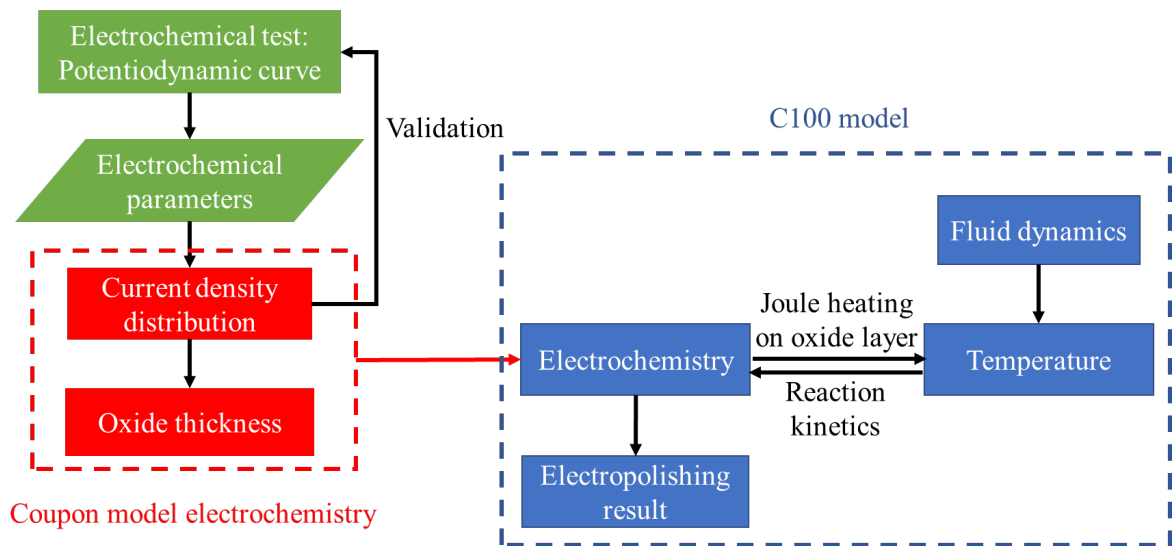 Electrochemical test:
Potentiodynamic curve
Validation
Electrochemical
parameters
Current density
distribution
Oxide thickness
Coupon model electrochemistry
C100 model
Fluid dynamics
Joule heating
on oxide layer
Electrochemistry
Temperature
Reaction
kinetics
Electropolishing
result